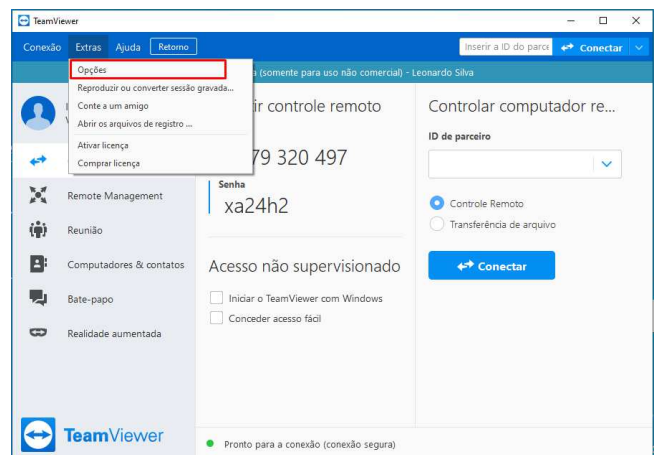 TeamViewer
Conexão Extras Ajuda Retorno
Inserir a ID do parce Conectar
Opções
Reproduzir ou converter sessão gravada...
Conte a um amigo
Abrir os arquivos de registro ...
Ativar licença
Comprar licença
(somente para uso não comercial) - Leonardo Silva
Remote Management
Reunião
Computadores & contatos
Bate-papo
Realidade aumentada
TeamViewer
ir controle remoto
79 320 497
Senha
xa24h2
Acesso não supervisionado
Iniciar o TeamViewer com Windows
Conceder acesso fácil
Controlar computador re...
ID de parceiro
Controle Remoto
Transferência de arquivo
Conectar
Pronto para a conexão (conexão segura)